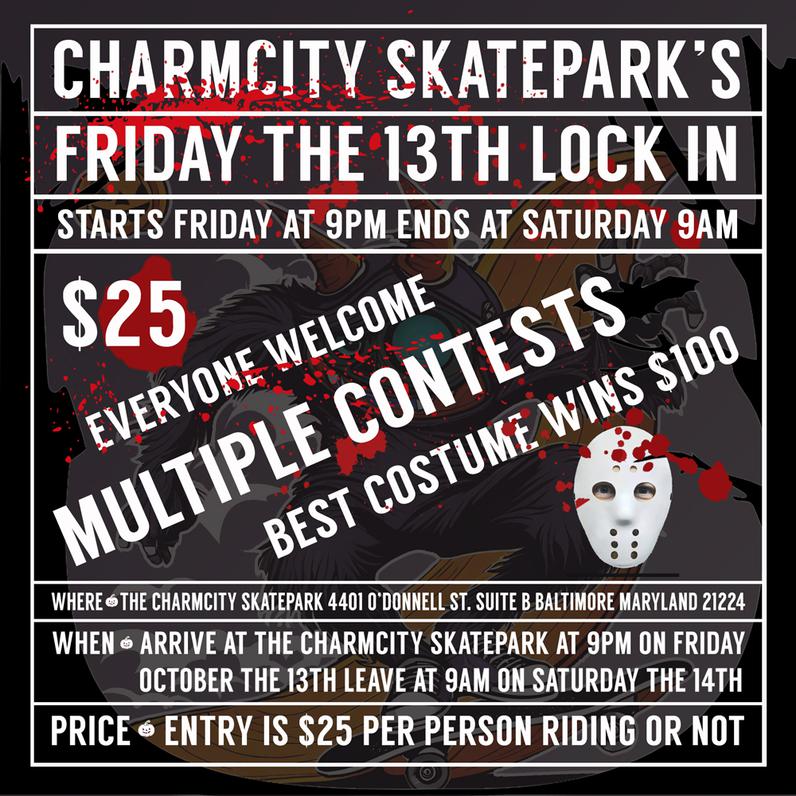 CHARMCITY SKATEPARK'S
FRIDAY THE 13TH LOCK IN
STARTS FRIDAY AT 9PM ENDS AT SATURDAY 9AM
$25
EVERYONE WELCOME
MULTIPLE CONTESTS
BEST COSTUME WINS $100
WHERE THE CHARMCITY SKATEPARK 4401 O'DONNELL ST. SUITE B BALTIMORE MARYLAND 21224
WHEN ARRIVE AT THE CHARMCITY SKATEPARK AT 9PM ON FRIDAY
OCTOBER THE 13TH LEAVE AT 9AM ON SATURDAY THE 14TH
PRICE ENTRY IS $25 PER PERSON RIDING OR NOT